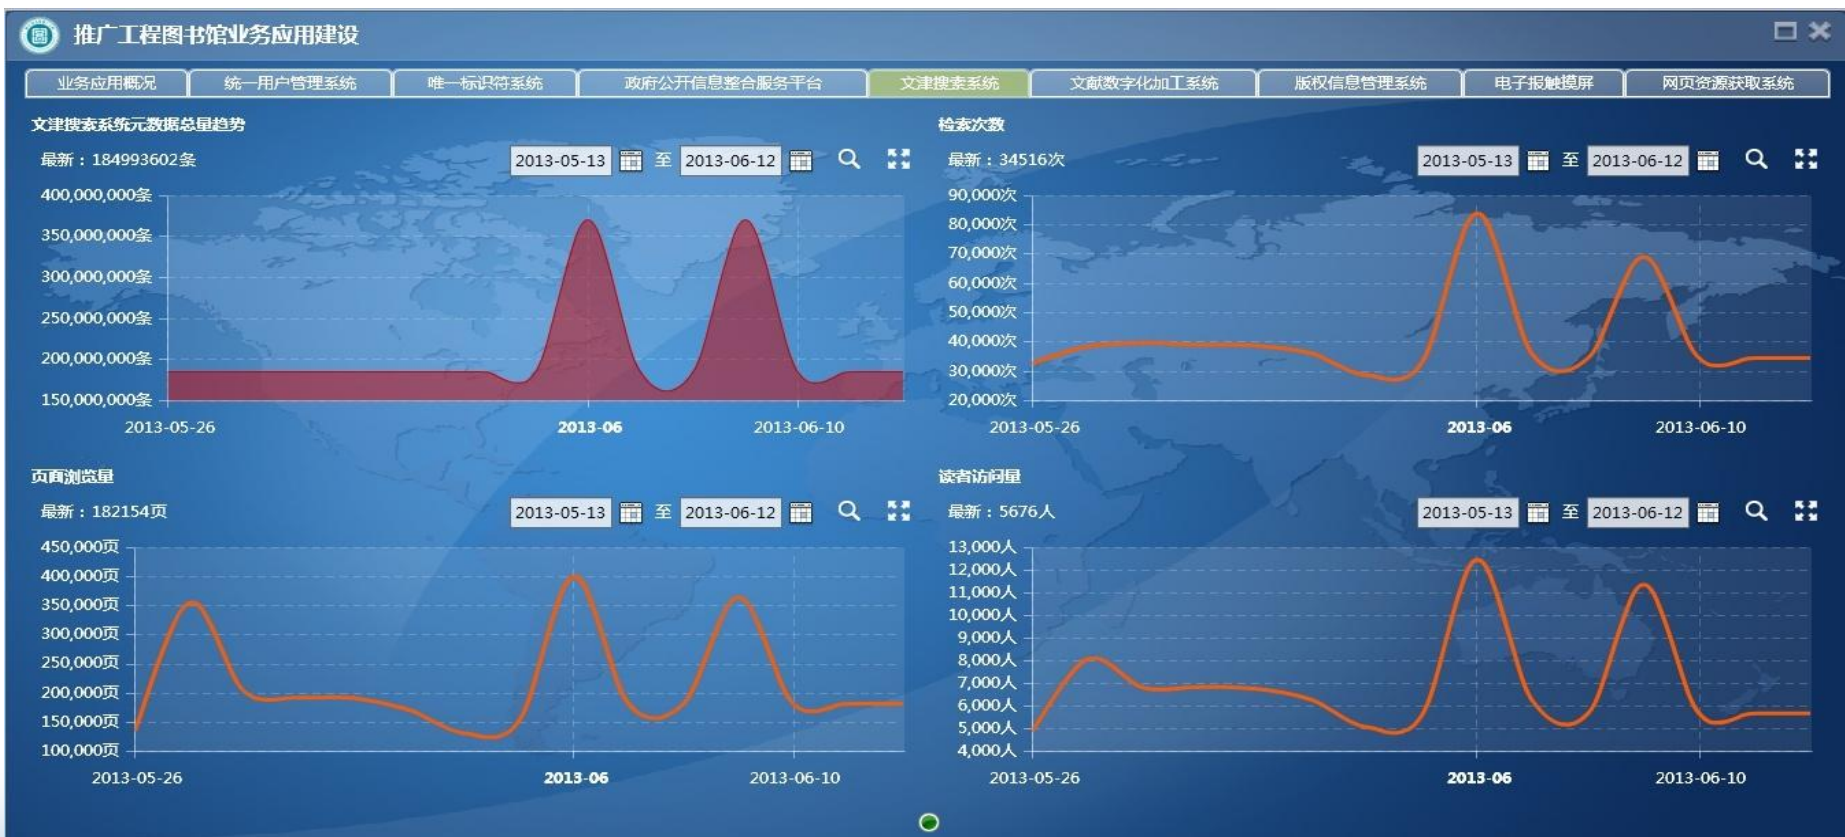 推广工程图书馆业务应用建设
业务应用概况 统一用户管理系统 唯一标识符系统 政府公开信息整合服务平台 文津搜索系统 文献数字化加工系统 版权信息管理系统 电子报触摸屏 网页资源获取系统
文津搜索系统元数据总量趋势
最新：184993602条 2013-05-13 至 2013-06-12
400,000,000条
350,000,000条
300,000,000条
250,000,000条
200,000,000条
150,000,000条
2013-05-26 2013-06 2013-06-10
检索次数
最新：34516次 2013-05-13 至 2013-06-12
90,000次
80,000次
70,000次
60,000次
50,000次
40,000次
30,000次
20,000次
2013-05-26 2013-06 2013-06-10
页面浏览量
最新：182154页 2013-05-13 至 2013-06-12
450,000页
400,000页
350,000页
300,000页
250,000页
200,000页
150,000页
100,000页
2013-05-26 2013-06 2013-06-10
读者访问量
最新：5676人 2013-05-13 至 2013-06-12
13,000人
12,000人
11,000人
10,000人
9,000人
8,000人
7,000人
6,000人
5,000人
4,000人
2013-05-26 2013-06 2013-06-10